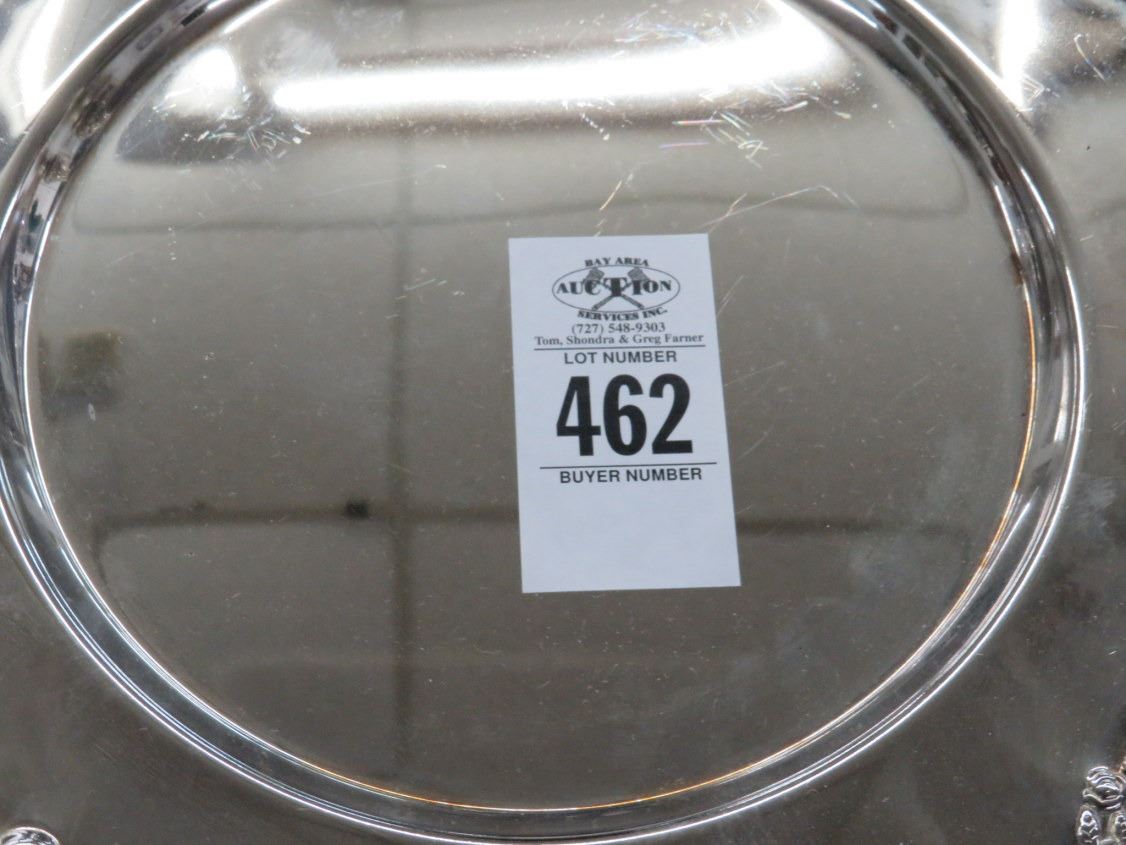 BAY AREA
AUCTION
SERVICES INC.
(727) 548-9303
Tom, Shondra & Greg Farner
LOT NUMBER
462
BUYER NUMBER